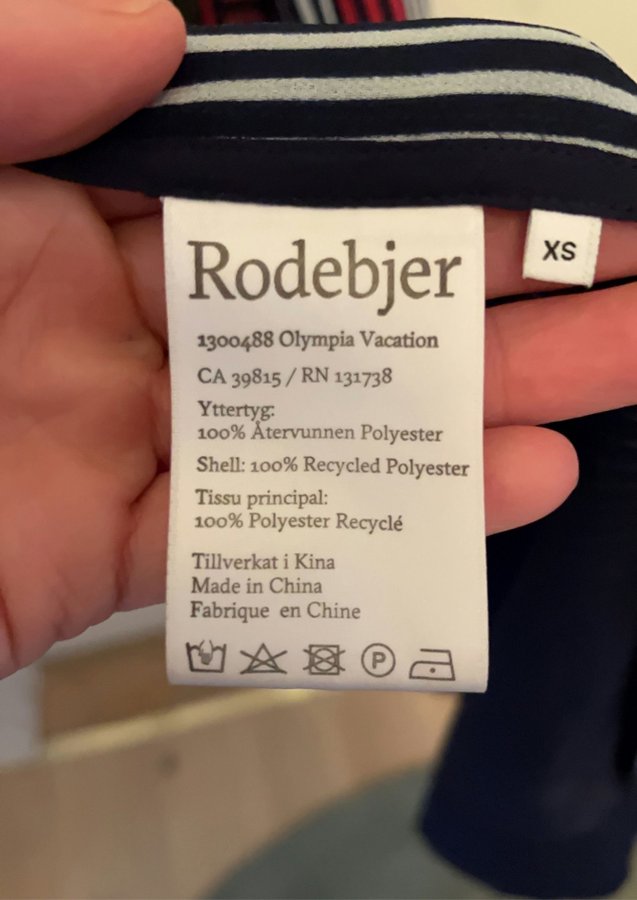 Rodebjer
XS
1300488 Olympia Vacation
CA 39815 / RN 131738
Yttertyg:
100% Återvunnen Polyester
Shell: 100% Recycled Polyester
Tissu principal:
100% Polyester Recyclé
Tillverkat i Kina
Made in China
Fabrique en Chine
P